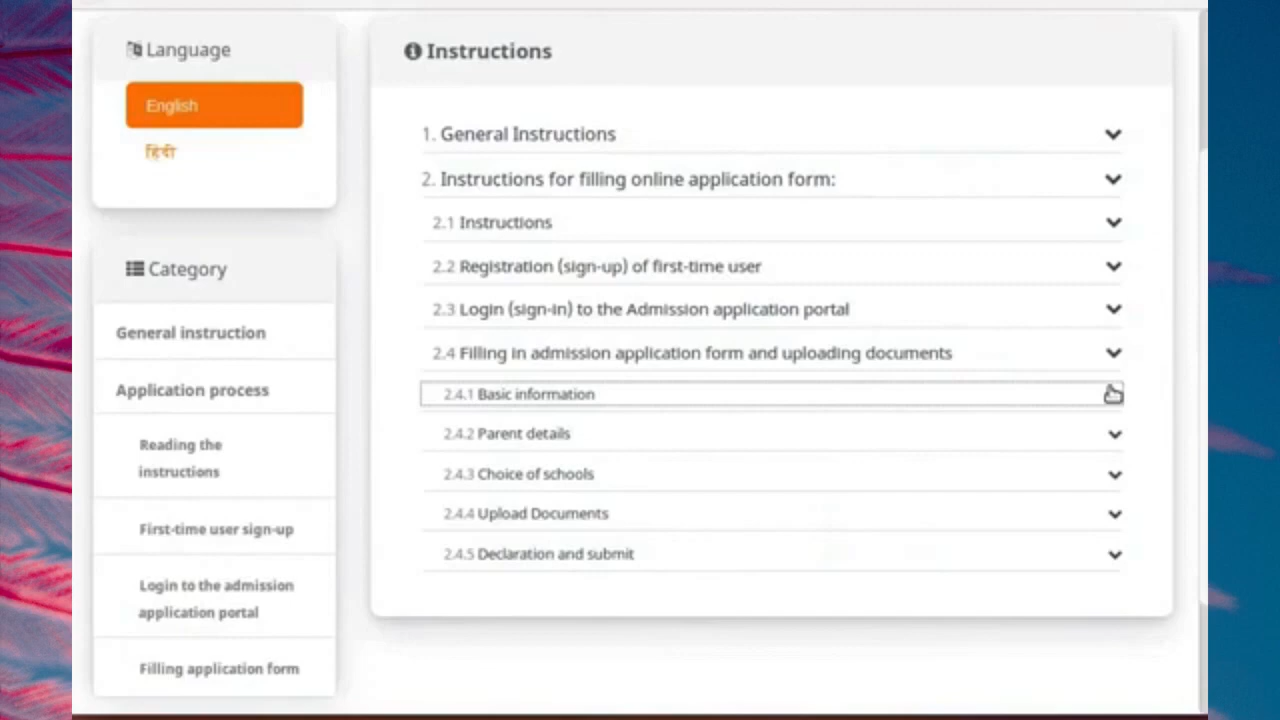 Language
English
हिंदी
Category
General instruction
Application process
Reading the
instructions
First-time user sign-up
Login to the admission
application portal
Filling application form
Instructions
1. General Instructions
2. Instructions for filling online application form:
2.1 Instructions
2.2 Registration (sign-up) of first-time user
2.3 Login (sign-in) to the Admission application portal
2.4 Filling in admission application form and uploading documents
2.4.1 Basic information
2.4.2 Parent details
2.4.3 Choice of schools
2.4.4 Upload Documents
2.4.5 Declaration and submit